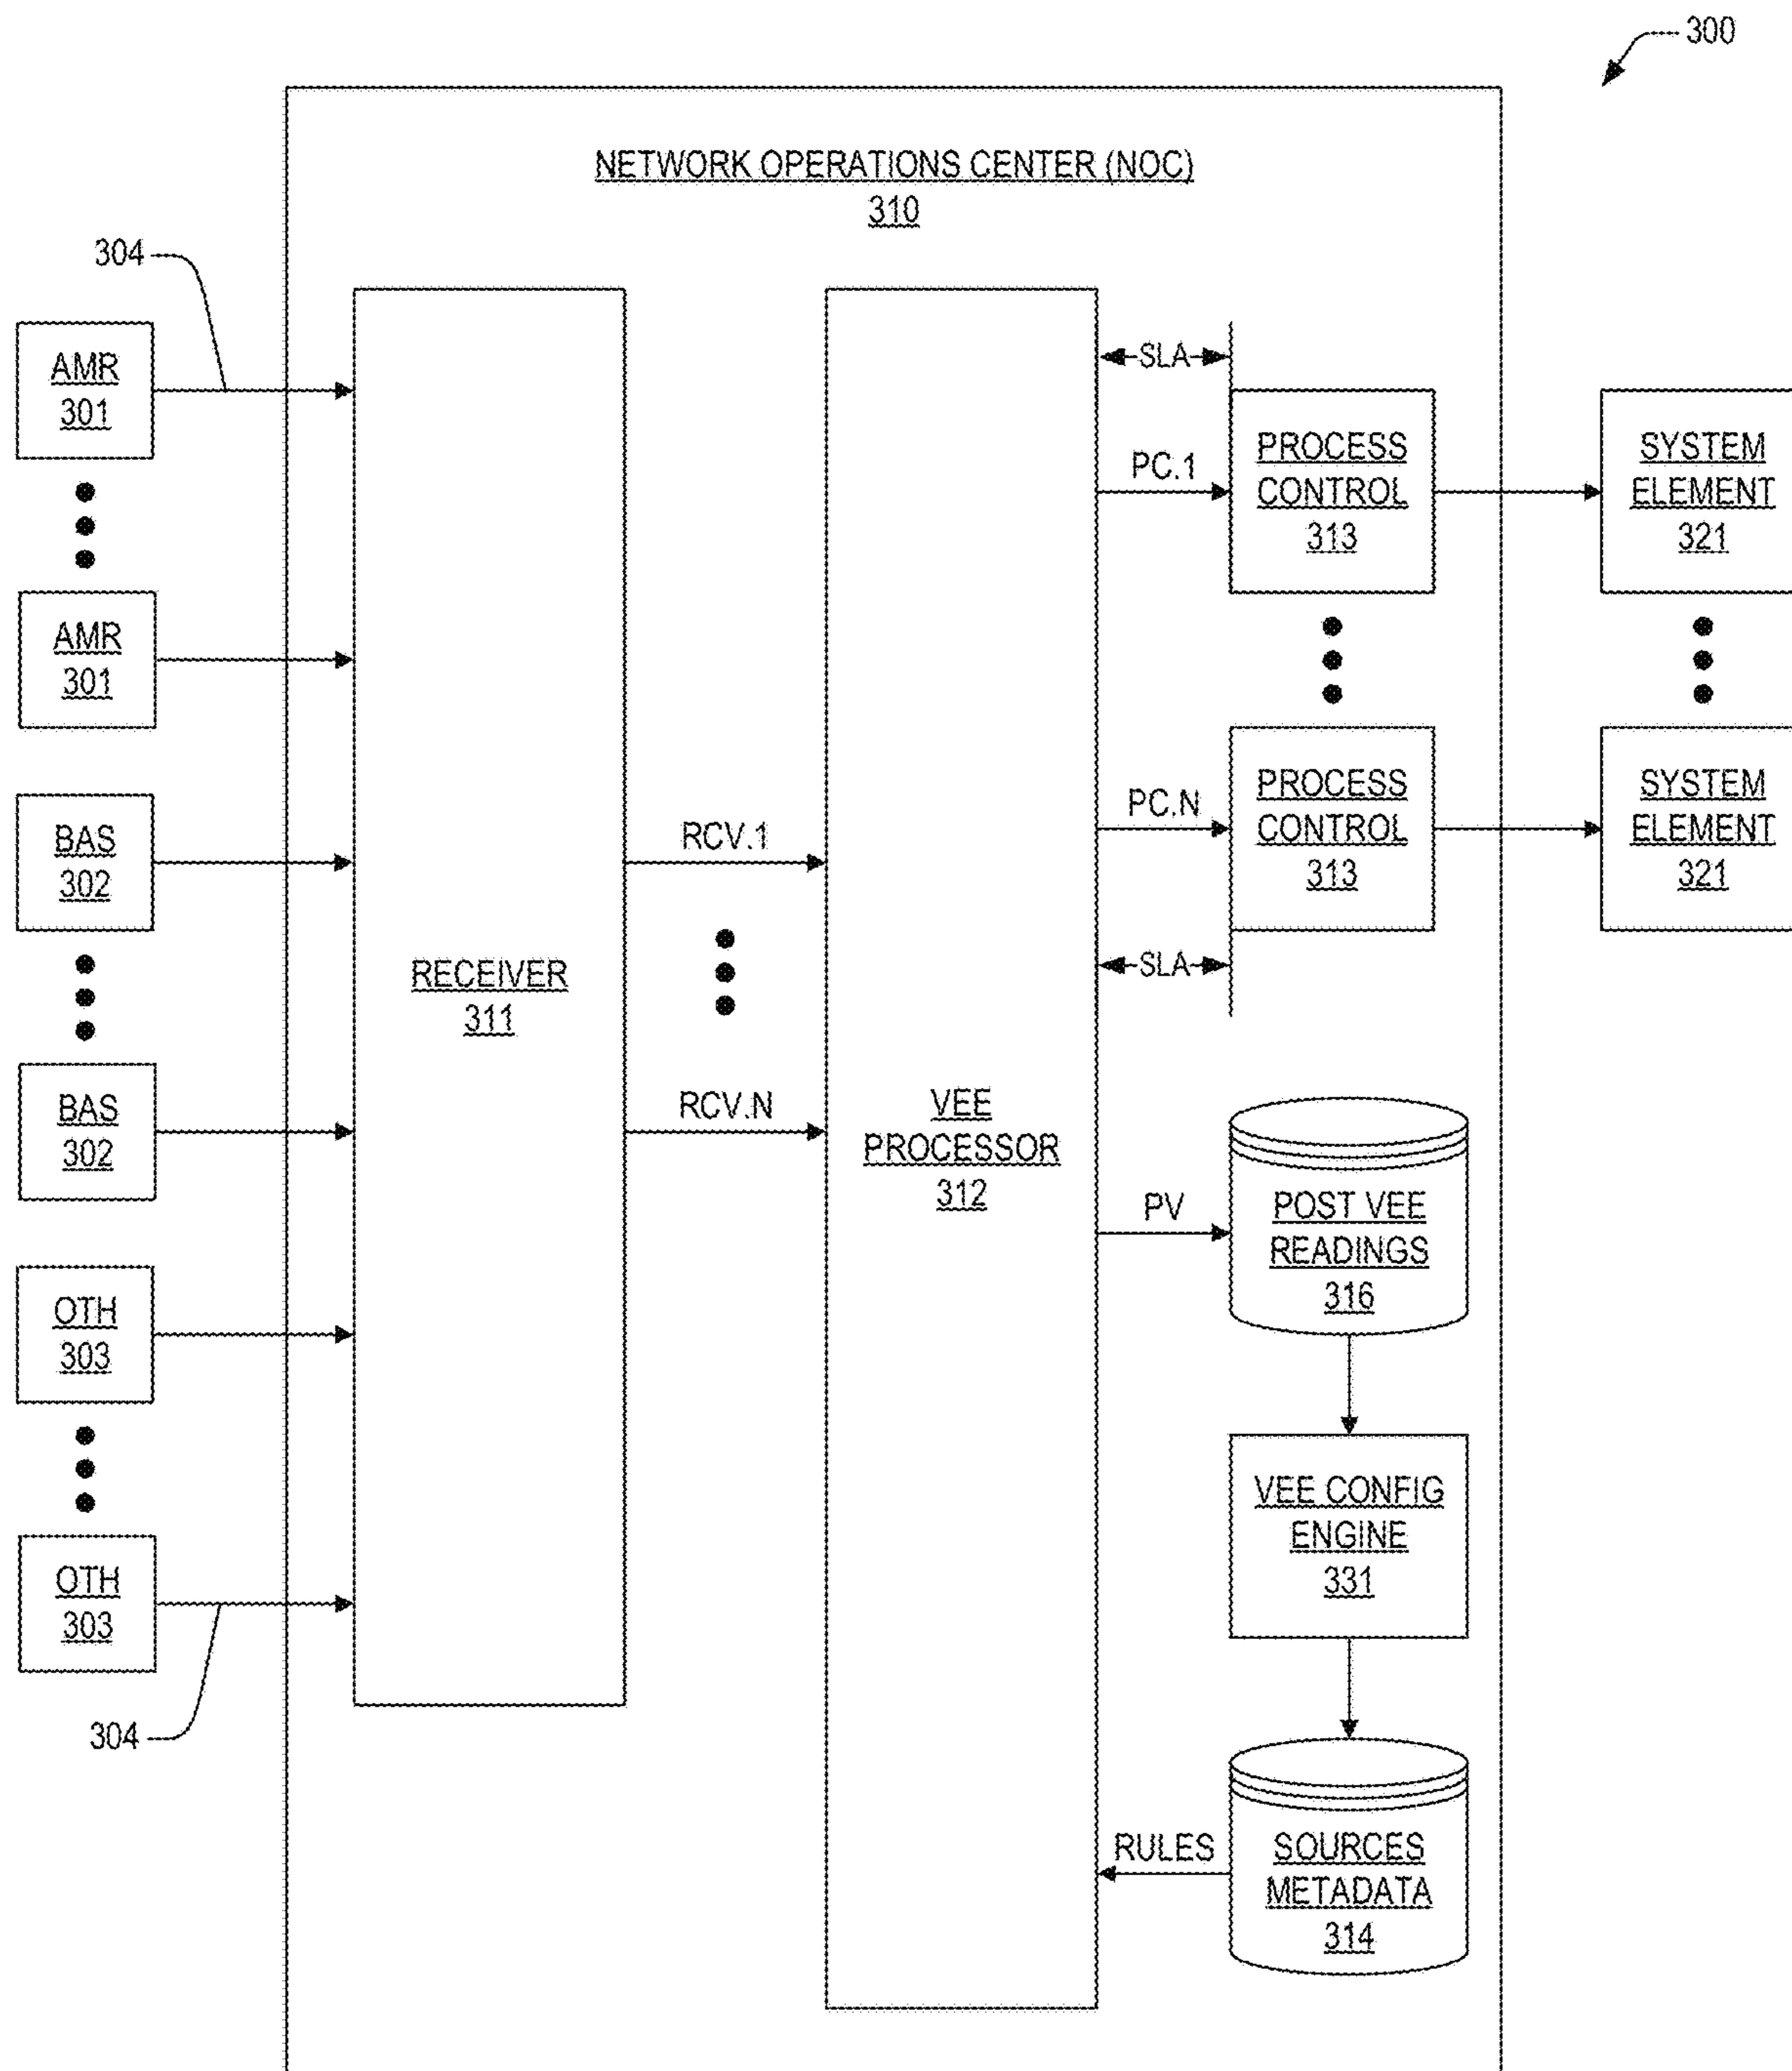 300
NETWORK OPERATIONS CENTER (NOC)
310
304
AMR
301
AMR
301
BAS
302
BAS
302
OTH
303
OTH
303
304
RECEIVER
311
RCV.1
RCV.N
VEE
PROCESSOR
312
SLA
PC.1
PROCESS
CONTROL
313
SYSTEM
ELEMENT
321
PC.N
PROCESS
CONTROL
313
SYSTEM
ELEMENT
321
SLA
PV
POST VEE
READINGS
316
VEE CONFIG
ENGINE
331
RULES
SOURCES
METADATA
314